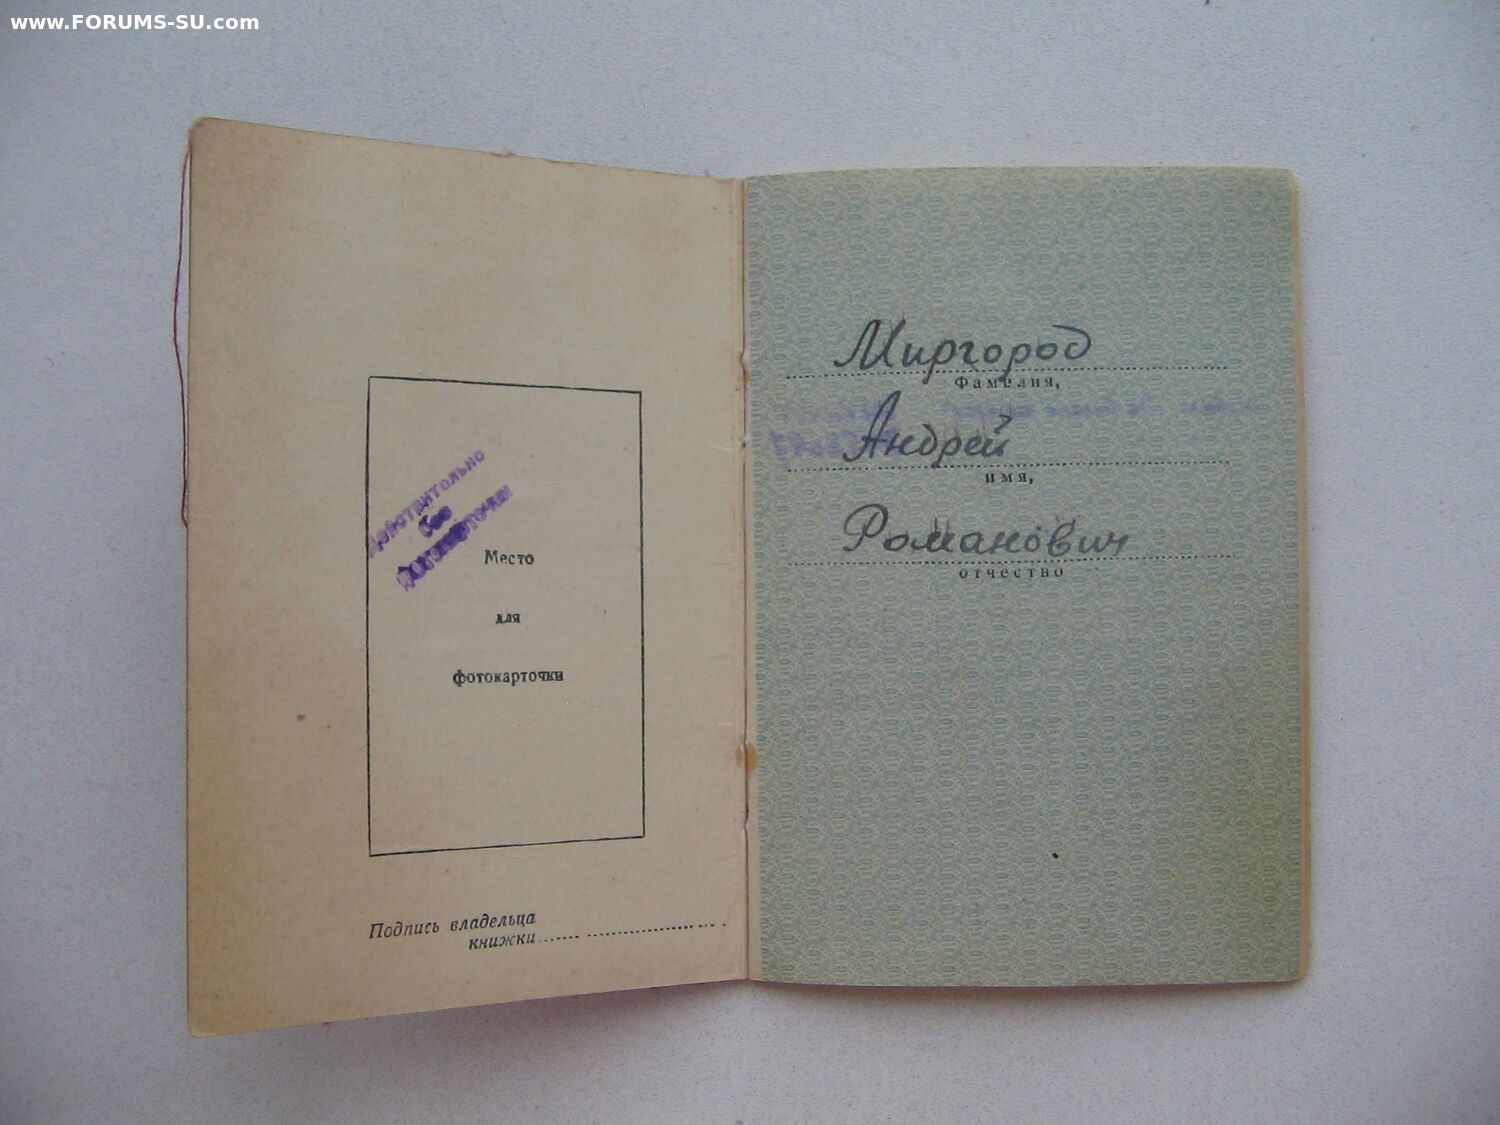 www.FORUMS-SU.com
Действительно
без
фотокарточки
Место
для
фотокарточки
Подпись владельца
книжки
Миргород
Фамилия,
Андрей
имя,
Романович
отчество